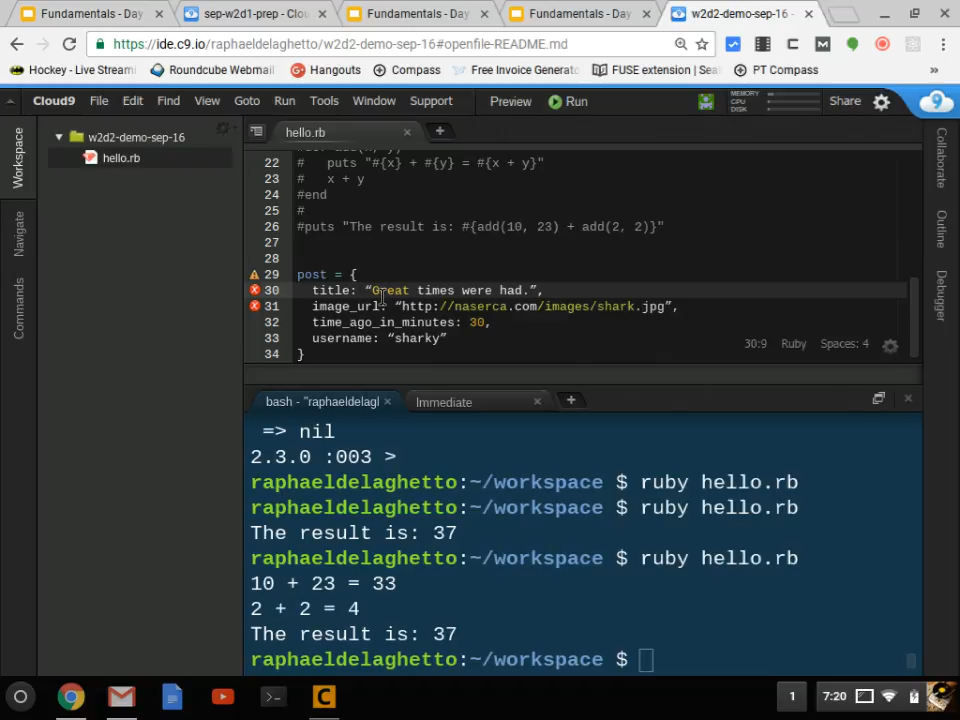 Fundamentals - Day
sep-w2d1-prep - Cloud
Fundamentals - Day
Fundamentals - Day
w2d2-demo-sep-16 -
https://ide.c9.io/raphaeldelaghetto/w2d2-demo-sep-16#openfile-README.md
Hockey - Live Streami
Roundcube Webmail
Hangouts
Compass
Free Invoice Generato
FUSE extension | Sea
PT Compass
»
Cloud9 File Edit Find View Goto Run Tools Window Support Preview Run
MEMORY
CPU
DISK
Share
Workspace
Navigate
Commands
w2d2-demo-sep-16
hello.rb
hello.rb
22 #   puts "#{x} + #{y} = #{x + y}"
23 #   x + y
24 #end
25 #
26 #puts "The result is: #{add(10, 23) + add(2, 2)}"
27
28
29 post = {
30   title: “Great times were had.”,
31   image_url: “http://naserca.com/images/shark.jpg”,
32   time_ago_in_minutes: 30,
33   username: “sharky”
34 }
30:9 Ruby Spaces: 4
Collaborate
Outline
Debugger
bash - "raphaeldelagl
Immediate
=> nil
2.3.0 :003 >
raphaeldelaghetto:~/workspace $ ruby hello.rb
raphaeldelaghetto:~/workspace $ ruby hello.rb
The result is: 37
raphaeldelaghetto:~/workspace $ ruby hello.rb
10 + 23 = 33
2 + 2 = 4
The result is: 37
raphaeldelaghetto:~/workspace $
1
7:20